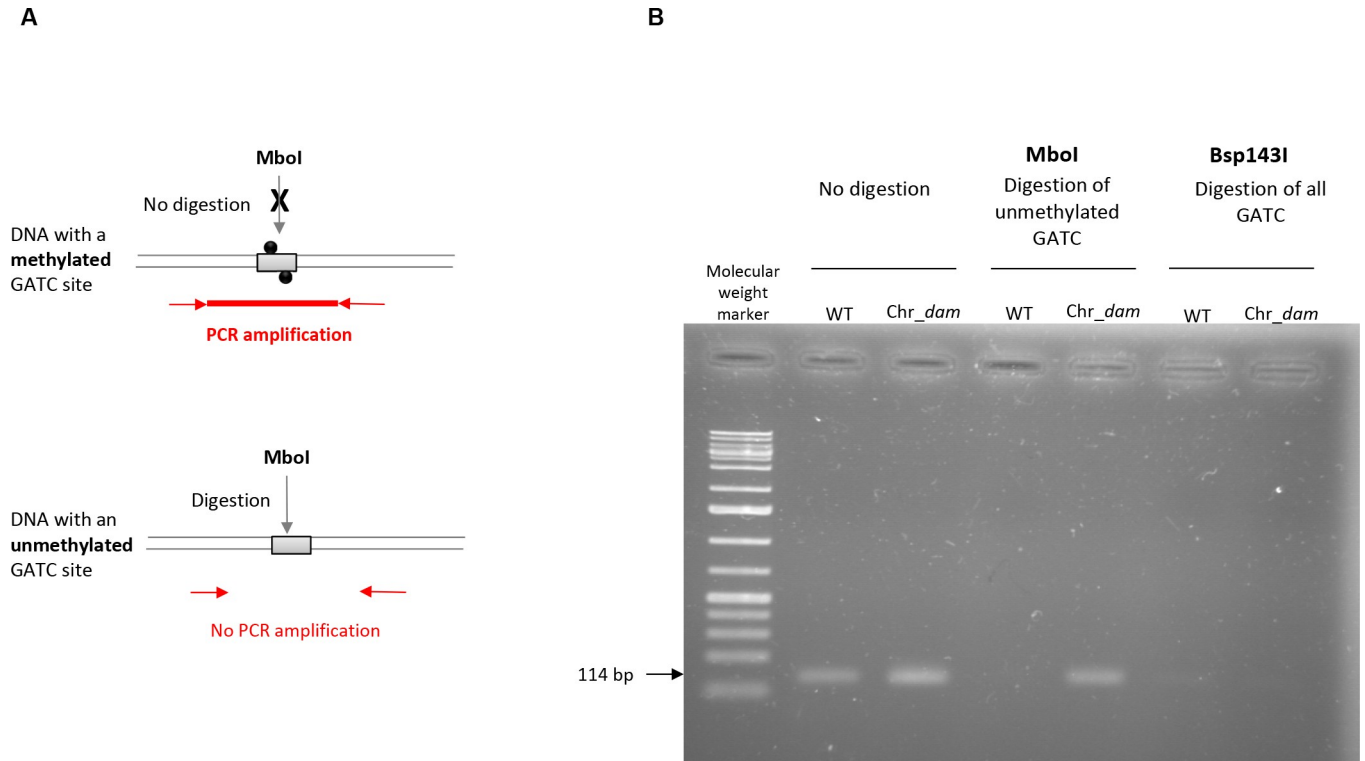 A
MboI
No digestion
X
DNA with a
methylated
GATC site
PCR amplification
MboI
Digestion
DNA with an
unmethylated
GATC site
No PCR amplification
B
No digestion
MboI
Digestion of
unmethylated
GATC
Bsp143I
Digestion of all
GATC
Molecular
weight
marker
WT
Chr_dam
WT
Chr_dam
WT
Chr_dam
114 bp